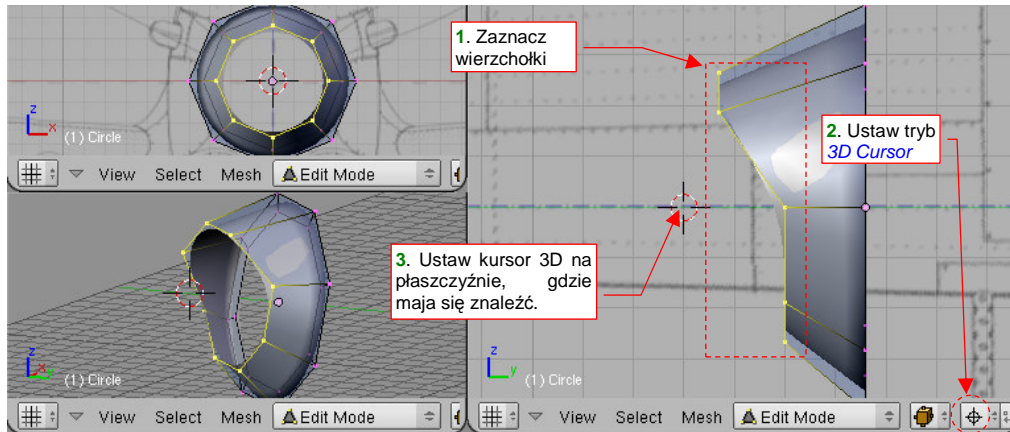 z
x
(1) Circle
View Select Mesh Edit Mode
z
x
y
(1) Circle
View Select Mesh Edit Mode
1. Zaznacz
wierzchołki
2. Ustaw tryb
3D Cursor
3. Ustaw kursor 3D na
płaszczyźnie, gdzie
maja się znaleźć.
z
y
(1) Circle
View Select Mesh Edit Mode